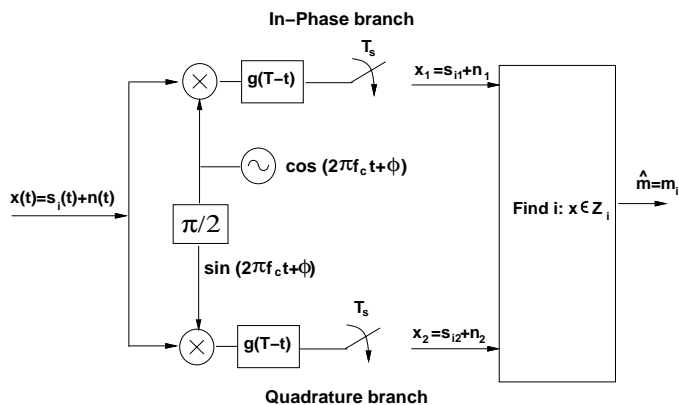 In−Phase branch
T_s
g(T−t)
x_1=s_i1+n_1
cos (2πf_c t+ϕ)
x(t)=s_i(t)+n(t)
π/2
sin (2πf_c t+ϕ)
Find i: x ∈ Z_i
m̂=m_i
T_s
g(T−t)
x_2=s_i2+n_2
Quadrature branch